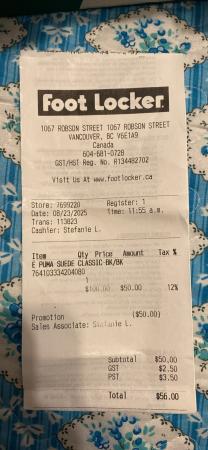 Foot Locker
1067 ROBSON STREET 1067 ROBSON STREET
VANCOUVER, BC V6E1A9
Canada
604-681-0728
GST/HST Reg. No. R134482702
Visit Us At www.footlocker.ca
Store: 7699220 Register: 1
Date: 08/23/2025 Time: 11:55 a.m.
Trans: 113823
Cashier: Stefanie L.
Item Qty Price Amount Tax %
E PUMA SUEDE CLASSIC-BK/BK
764103334204080
1
$100.00 $50.00 12%
Promotion ($50.00)
Sales Associate: Stefanie L.
Subtotal $50.00
GST $2.50
PST $3.50
Total $56.00